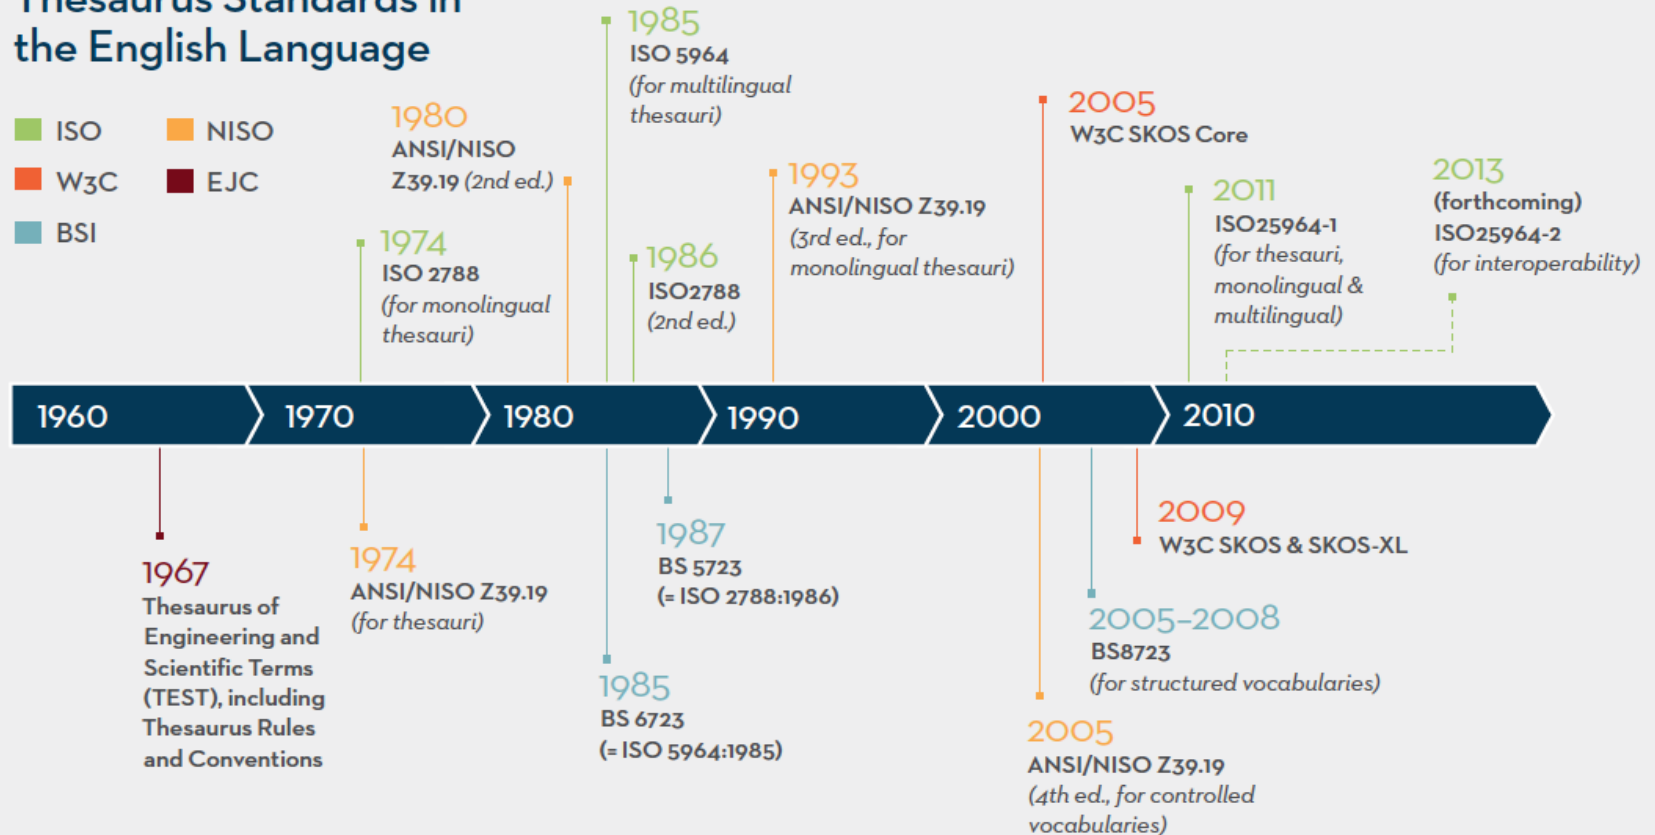 Thesaurus Standards in
the English Language
ISO
NISO
W3C
EJC
BSI
1980
ANSI/NISO
Z39.19 (2nd ed.)
1974
ISO 2788
(for monolingual
thesauri)
1985
ISO 5964
(for multilingual
thesauri)
1986
ISO2788
(2nd ed.)
1993
ANSI/NISO Z39.19
(3rd ed., for
monolingual thesauri)
2005
W3C SKOS Core
2011
ISO25964-1
(for thesauri,
monolingual &
multilingual)
2013
(forthcoming)
ISO25964-2
(for interoperability)
1960
1970
1980
1990
2000
2010
1967
Thesaurus of
Engineering and
Scientific Terms
(TEST), including
Thesaurus Rules
and Conventions
1974
ANSI/NISO Z39.19
(for thesauri)
1987
BS 5723
(= ISO 2788:1986)
1985
BS 6723
(= ISO 5964:1985)
2009
W3C SKOS & SKOS-XL
2005–2008
BS8723
(for structured vocabularies)
2005
ANSI/NISO Z39.19
(4th ed., for controlled
vocabularies)